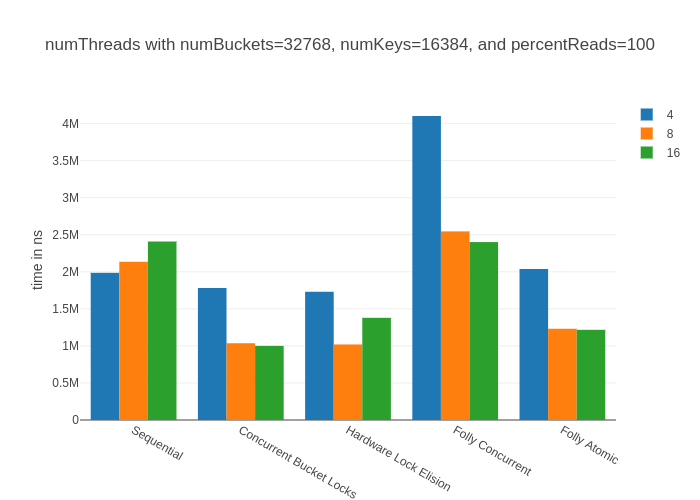 numThreads with numBuckets=32768, numKeys=16384, and percentReads=100
4
8
16
time in ns
4M
3.5M
3M
2.5M
2M
1.5M
1M
0.5M
0
Sequential
Concurrent Bucket Locks
Hardware Lock Elision
Folly Concurrent
Folly Atomic